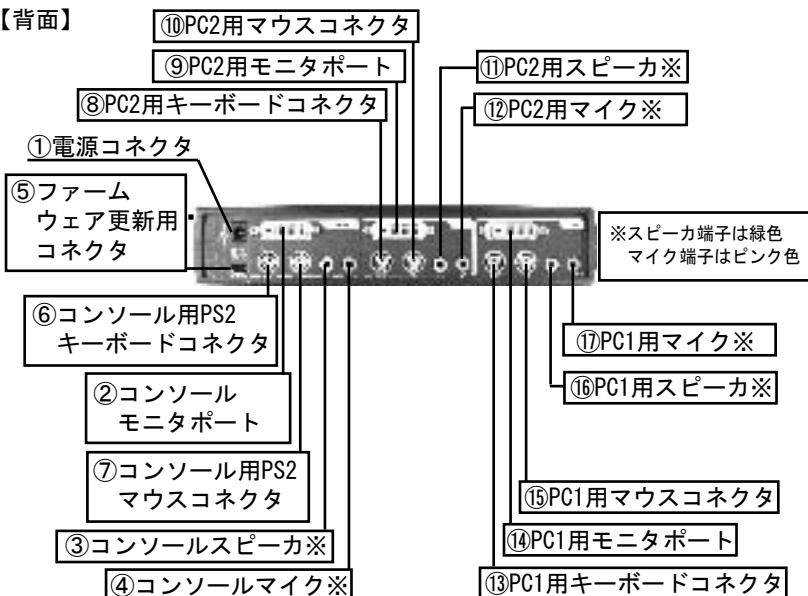 【背面】
⑩PC2用マウスコネクタ
⑨PC2用モニタポート
⑧PC2用キーボードコネクタ
⑪PC2用スピーカ※
⑫PC2用マイク※
①電源コネクタ
⑤ファーム
ウェア更新用
コネクタ
※スピーカ端子は緑色
マイク端子はピンク色
⑥コンソール用PS2
キーボードコネクタ
②コンソール
モニタポート
⑦コンソール用PS2
マウスコネクタ
③コンソールスピーカ※
④コンソールマイク※
⑰PC1用マイク※
⑯PC1用スピーカ※
⑮PC1用マウスコネクタ
⑭PC1用モニタポート
⑬PC1用キーボードコネクタ